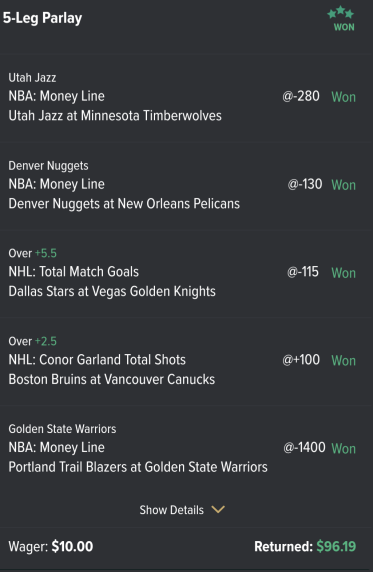 5-Leg Parlay
WON
Utah Jazz
NBA: Money Line @-280 Won
Utah Jazz at Minnesota Timberwolves
Denver Nuggets
NBA: Money Line @-130 Won
Denver Nuggets at New Orleans Pelicans
Over +5.5
NHL: Total Match Goals @-115 Won
Dallas Stars at Vegas Golden Knights
Over +2.5
NHL: Conor Garland Total Shots @+100 Won
Boston Bruins at Vancouver Canucks
Golden State Warriors
NBA: Money Line @-1400 Won
Portland Trail Blazers at Golden State Warriors
Show Details
Wager: $10.00 Returned: $96.19